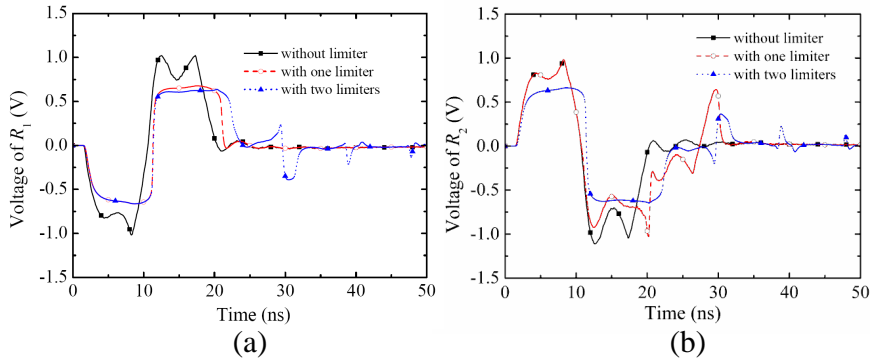 1.5
1.0
0.5
0.0
-0.5
-1.0
-1.5
Voltage of R1 (V)
without limiter
with one limiter
with two limiters
0 10 20 30 40 50
Time (ns)
(a)
1.5
1.0
0.5
0.0
-0.5
-1.0
-1.5
Voltage of R2 (V)
without limiter
with one limiter
with two limiters
0 10 20 30 40 50
Time (ns)
(b)